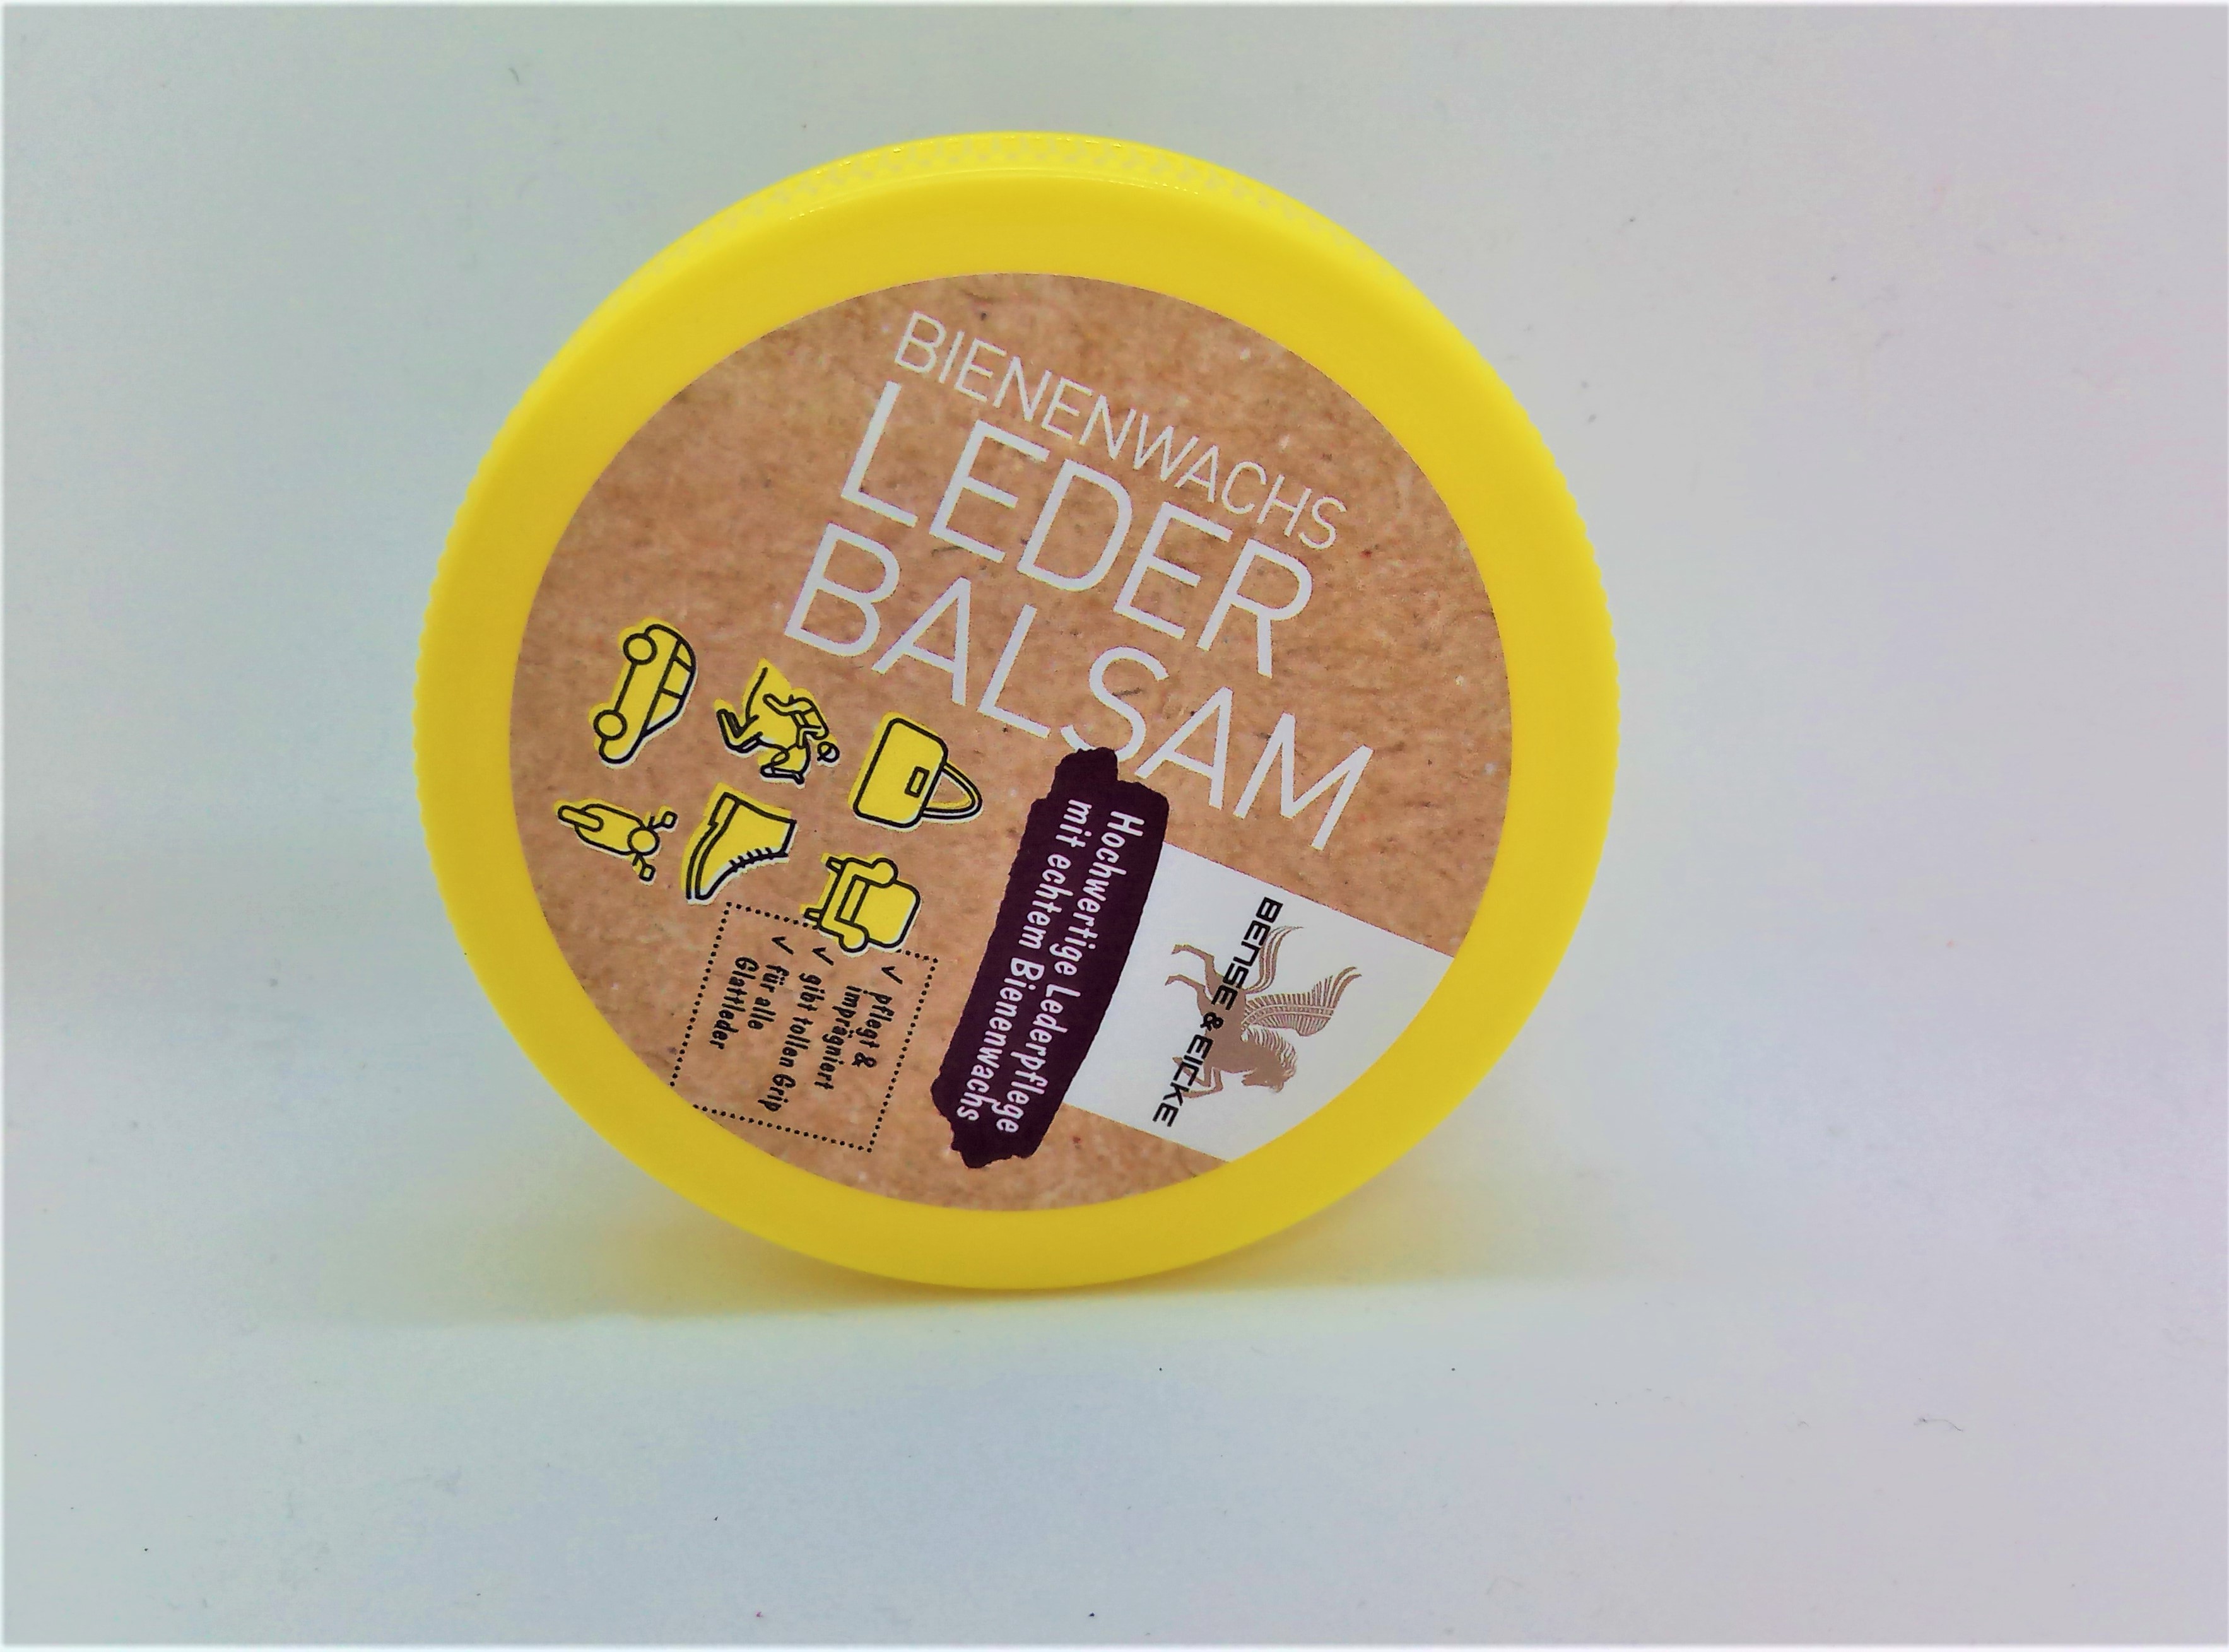 BIENENWACHS
LEDER
BALSAM
BENSE & EICKE
Hochwertige Lederpflege
mit echtem Bienenwachs
✓ pflegt &
imprägniert
✓ gibt tollen Grip
✓ für alle
Glattleder